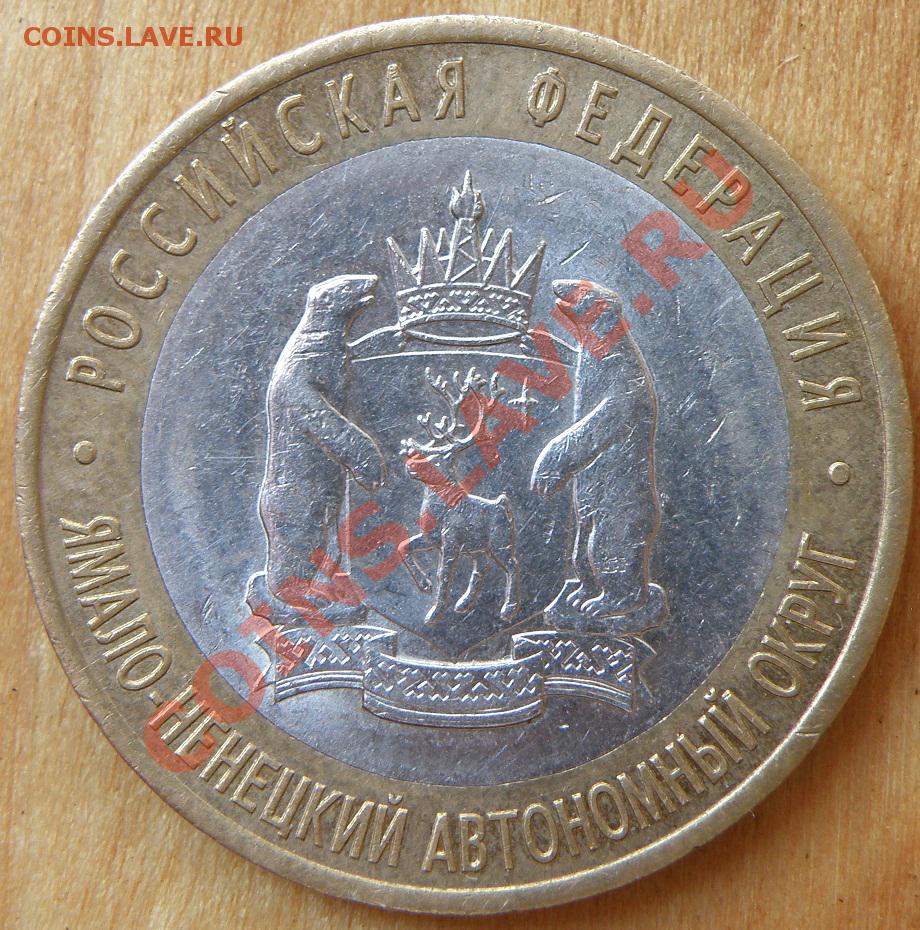 COINS.LAVE.RU
РОССИЙСКАЯ ФЕДЕРАЦИЯ
ЯМАЛО-НЕНЕЦКИЙ АВТОНОМНЫЙ ОКРУГ
COINS.LAVE.RU